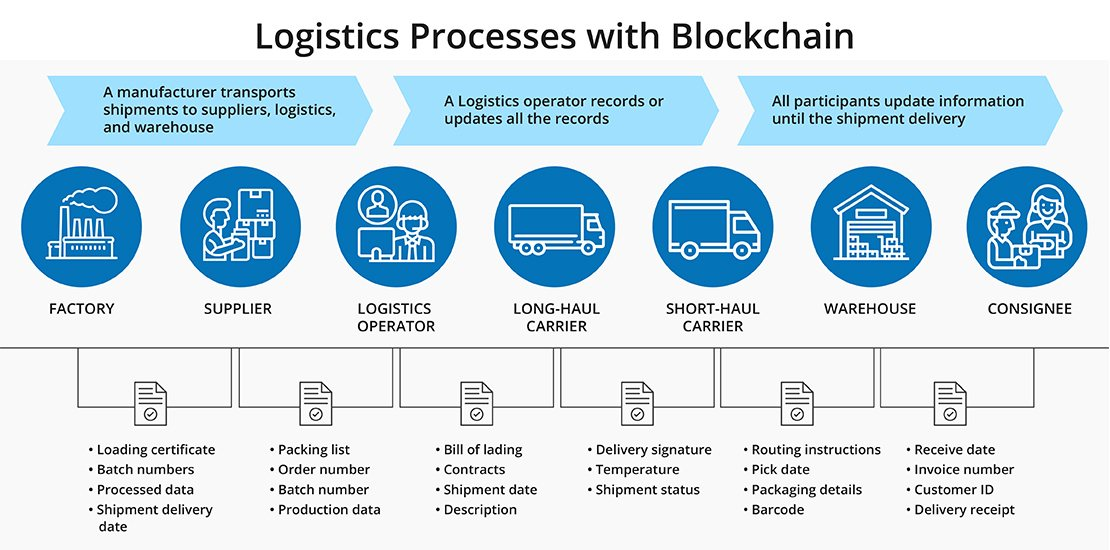 Logistics Processes with Blockchain
A manufacturer transports
shipments to suppliers, logistics,
and warehouse
A Logistics operator records or
updates all the records
All participants update information
until the shipment delivery
FACTORY
SUPPLIER
LOGISTICS
OPERATOR
LONG-HAUL
CARRIER
SHORT-HAUL
CARRIER
WAREHOUSE
CONSIGNEE
• Loading certificate
• Batch numbers
• Processed data
• Shipment delivery
date
• Packing list
• Order number
• Batch number
• Production data
• Bill of lading
• Contracts
• Shipment date
• Description
• Delivery signature
• Temperature
• Shipment status
• Routing instructions
• Pick date
• Packaging details
• Barcode
• Receive date
• Invoice number
• Customer ID
• Delivery receipt